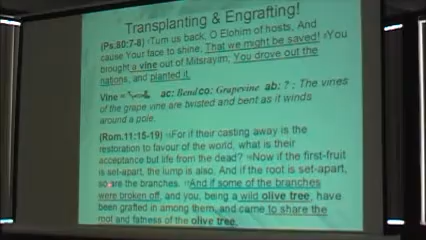 Transplanting & Engrafting!
(Ps.80:7-8) 7Turn us back, O Elohim of hosts, And
cause Your face to shine, That we might be saved! 8You
brought a vine out of Mitsrayim; You drove out the
nations, and planted it.
Vine = ac: Bend co: Grapevine ab: ? : The vines
of the grape vine are twisted and bent as it winds
around a pole.
(Rom.11:15-19) 15For if their casting away is the
restoration to favour of the world, what is their
acceptance but life from the dead? 16Now if the first-fruit
is set-apart, the lump is also. And if the root is set-apart,
so are the branches. 17And if some of the branches
were broken off, and you, being a wild olive tree, have
been grafted in among them, and came to share the
root and fatness of the olive tree,